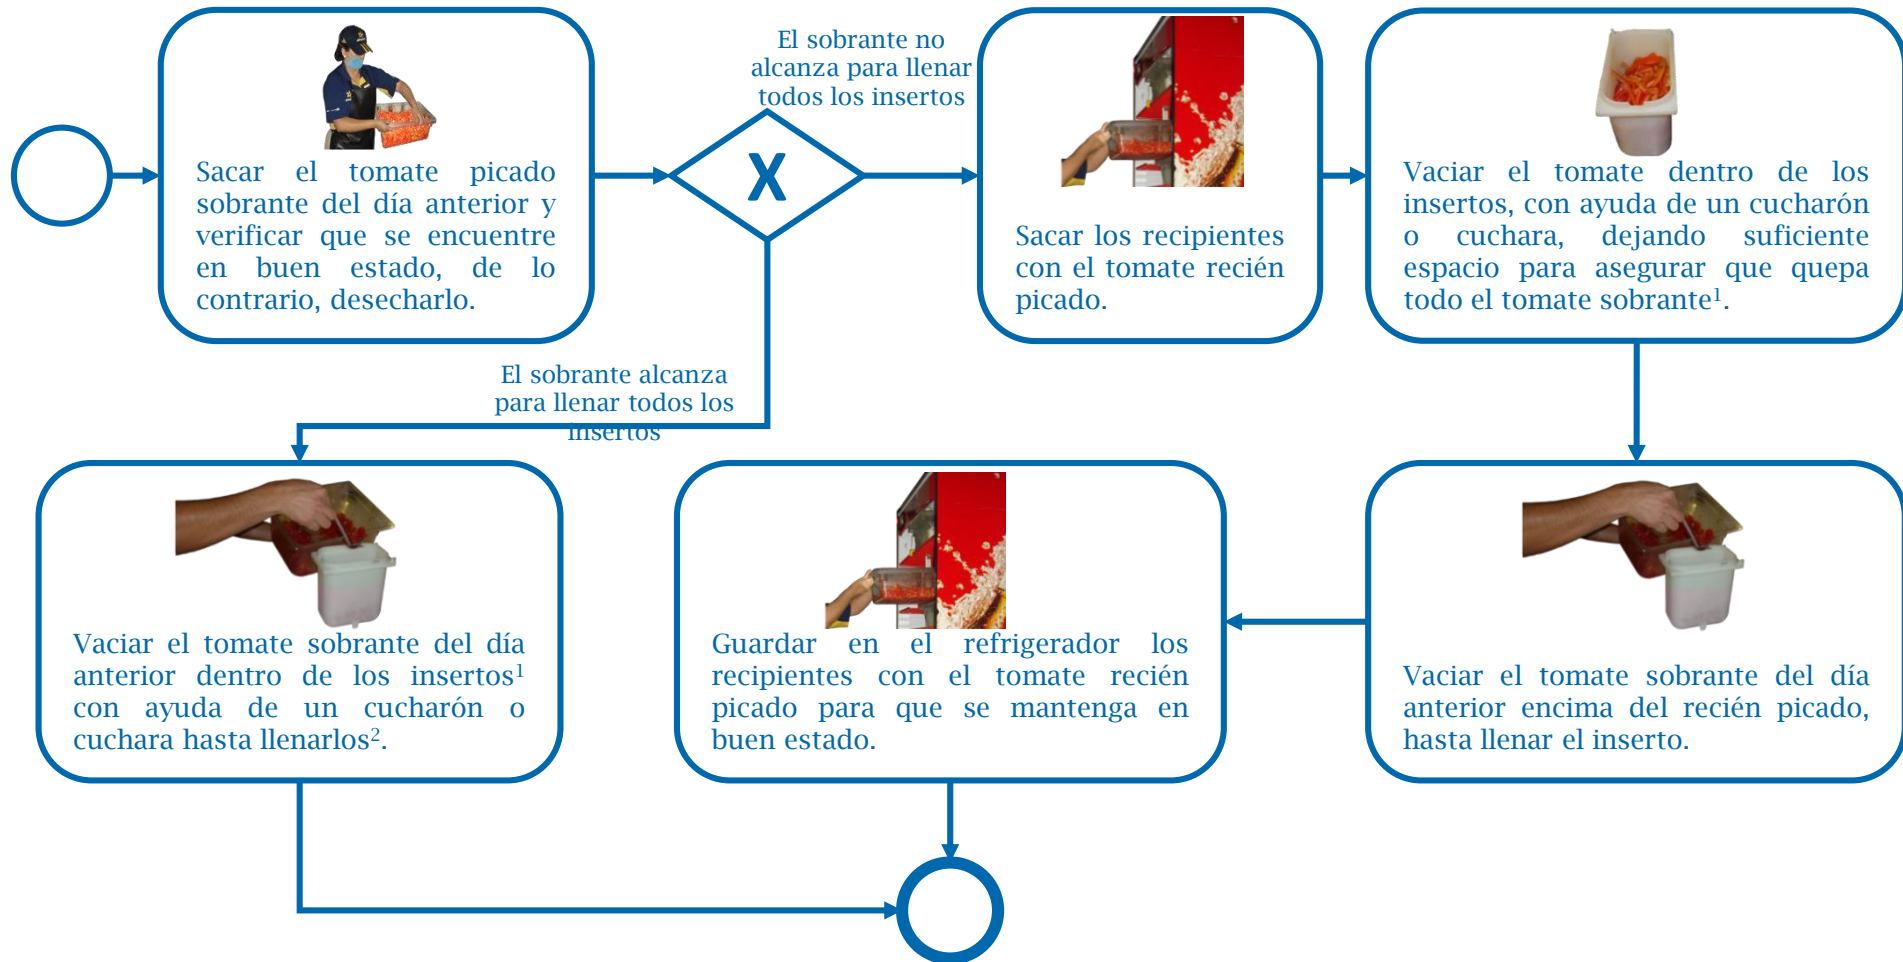 Sacar el tomate picado
sobrante del día anterior y
verificar que se encuentre
en buen estado, de lo
contrario, desecharlo.
El sobrante no
alcanza para llenar
todos los insertos
X
Sacar los recipientes
con el tomate recién
picado.
Vaciar el tomate dentro de los
insertos, con ayuda de un cucharón
o cuchara, dejando suficiente
espacio para asegurar que quepa
todo el tomate sobrante¹.
El sobrante alcanza
para llenar todos los
insertos
Vaciar el tomate sobrante del día
anterior dentro de los insertos¹
con ayuda de un cucharón o
cuchara hasta llenarlos².
Guardar en el refrigerador los
recipientes con el tomate recién
picado para que se mantenga en
buen estado.
Vaciar el tomate sobrante del día
anterior encima del recién picado,
hasta llenar el inserto.